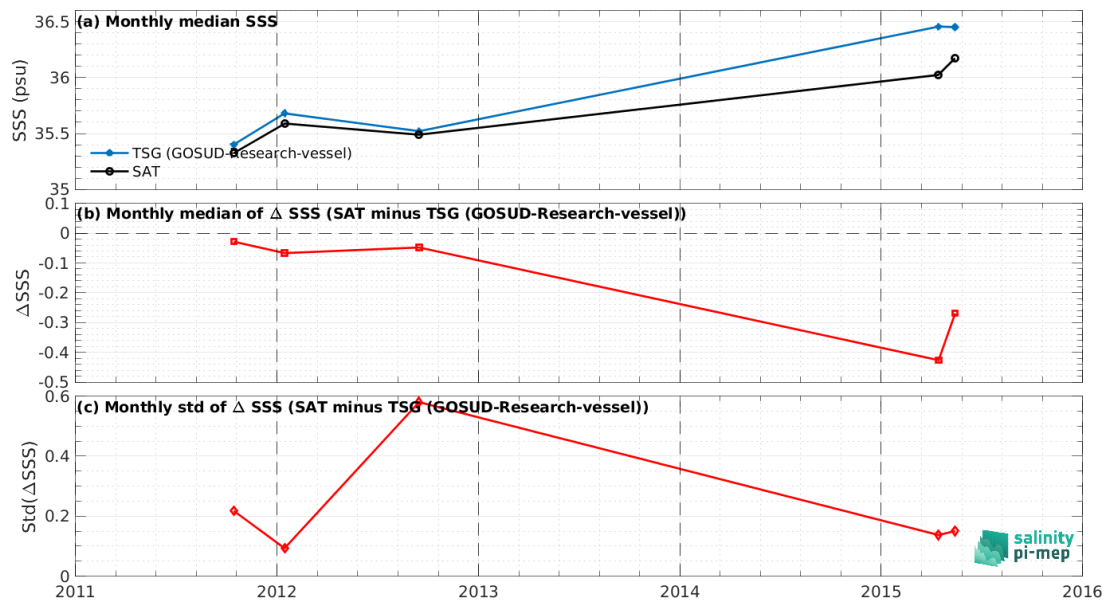 (a) Monthly median SSS
SSS (psu)
36.5
36
35.5
35
TSG (GOSUD-Research-vessel)
SAT
(b) Monthly median of Δ SSS (SAT minus TSG (GOSUD-Research-vessel))
ΔSSS
0.1
0
-0.1
-0.2
-0.3
-0.4
-0.5
(c) Monthly std of Δ SSS (SAT minus TSG (GOSUD-Research-vessel))
Std(ΔSSS)
0.6
0.4
0.2
0
salinity
pi-mep
2011 2012 2013 2014 2015 2016